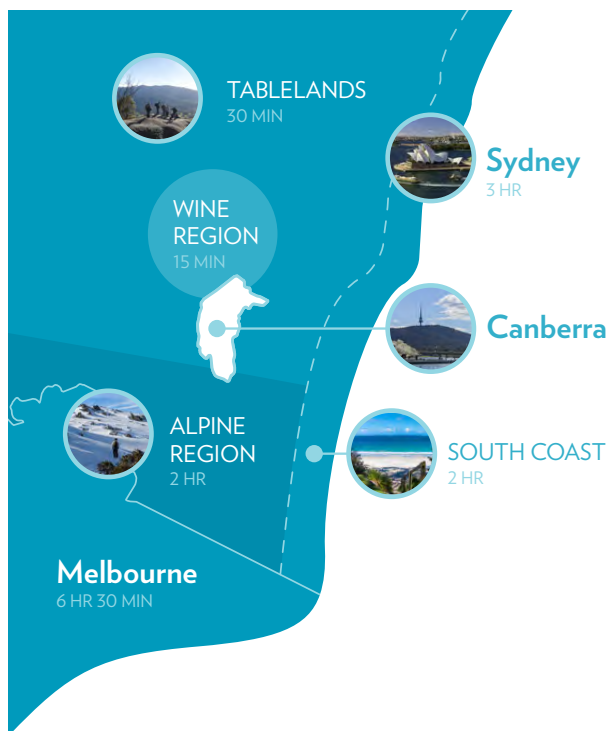 TABLELANDS
30 MIN
Sydney
3 HR
WINE
REGION
15 MIN
Canberra
ALPINE
REGION
2 HR
SOUTH COAST
2 HR
Melbourne
6 HR 30 MIN